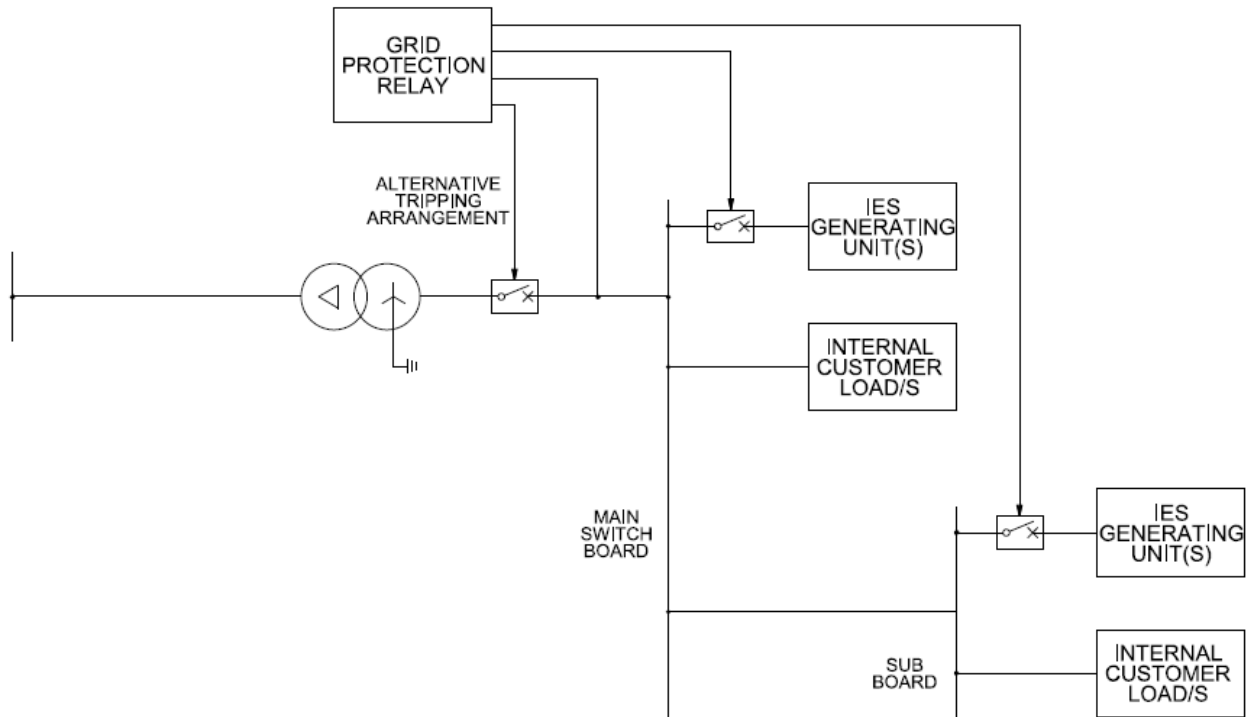 GRID
PROTECTION
RELAY
ALTERNATIVE
TRIPPING
ARRANGEMENT
IES
GENERATING
UNIT(S)
INTERNAL
CUSTOMER
LOAD/S
MAIN
SWITCH
BOARD
IES
GENERATING
UNIT(S)
SUB
BOARD
INTERNAL
CUSTOMER
LOAD/S